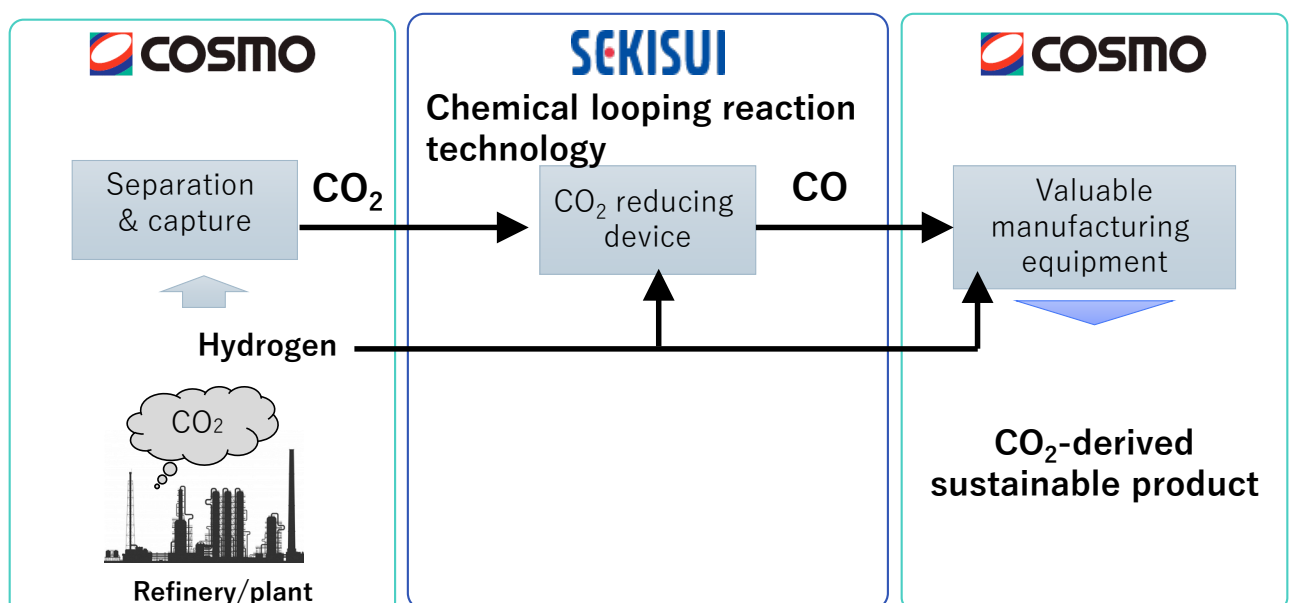 COSMO
Separation
& capture
CO₂
Hydrogen
CO₂
Refinery/plant
SEKISUI
Chemical looping reaction
technology
CO₂ reducing
device
CO
COSMO
Valuable
manufacturing
equipment
CO₂-derived
sustainable product